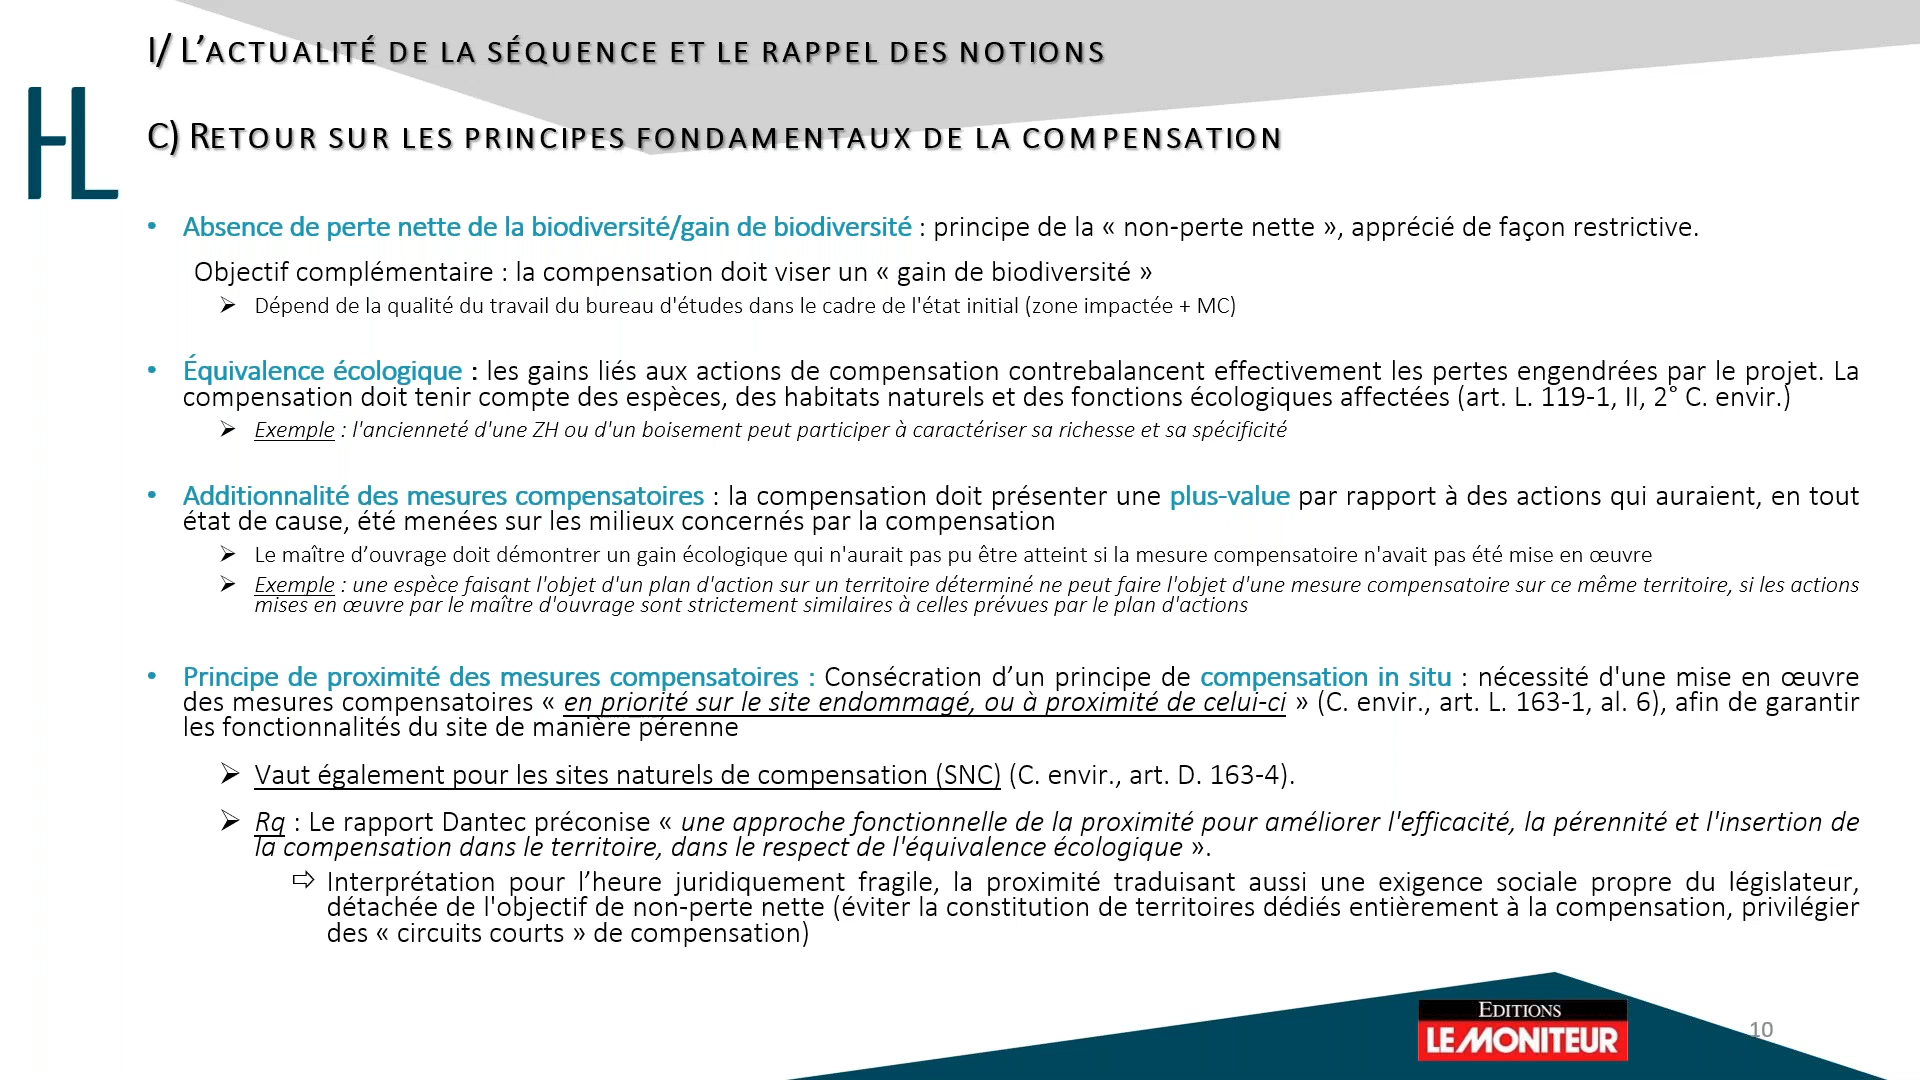 I/ L’ACTUALITÉ DE LA SÉQUENCE ET LE RAPPEL DES NOTIONS
HL
C) RETOUR SUR LES PRINCIPES FONDAMENTAUX DE LA COMPENSATION
• Absence de perte nette de la biodiversité/gain de biodiversité : principe de la « non-perte nette », apprécié de façon restrictive.
Objectif complémentaire : la compensation doit viser un « gain de biodiversité »
➢ Dépend de la qualité du travail du bureau d'études dans le cadre de l'état initial (zone impactée + MC)
• Équivalence écologique : les gains liés aux actions de compensation contrebalancent effectivement les pertes engendrées par le projet. La
compensation doit tenir compte des espèces, des habitats naturels et des fonctions écologiques affectées (art. L. 119-1, II, 2° C. envir.)
➢ Exemple : l'ancienneté d'une ZH ou d'un boisement peut participer à caractériser sa richesse et sa spécificité
• Additionnalité des mesures compensatoires : la compensation doit présenter une plus-value par rapport à des actions qui auraient, en tout
état de cause, été menées sur les milieux concernés par la compensation
➢ Le maître d’ouvrage doit démontrer un gain écologique qui n'aurait pas pu être atteint si la mesure compensatoire n'avait pas été mise en œuvre
➢ Exemple : une espèce faisant l'objet d'un plan d'action sur un territoire déterminé ne peut faire l'objet d'une mesure compensatoire sur ce même territoire, si les actions
mises en œuvre par le maître d'ouvrage sont strictement similaires à celles prévues par le plan d'actions
• Principe de proximité des mesures compensatoires : Consécration d’un principe de compensation in situ : nécessité d'une mise en œuvre
des mesures compensatoires « en priorité sur le site endommagé, ou à proximité de celui-ci » (C. envir., art. L. 163-1, al. 6), afin de garantir
les fonctionnalités du site de manière pérenne
➢ Vaut également pour les sites naturels de compensation (SNC) (C. envir., art. D. 163-4).
➢ Rq : Le rapport Dantec préconise « une approche fonctionnelle de la proximité pour améliorer l'efficacité, la pérennité et l'insertion de
la compensation dans le territoire, dans le respect de l'équivalence écologique ».
⇨ Interprétation pour l’heure juridiquement fragile, la proximité traduisant aussi une exigence sociale propre du législateur,
détachée de l'objectif de non-perte nette (éviter la constitution de territoires dédiés entièrement à la compensation, privilégier
des « circuits courts » de compensation)
EDITIONS
LE MONITEUR
10